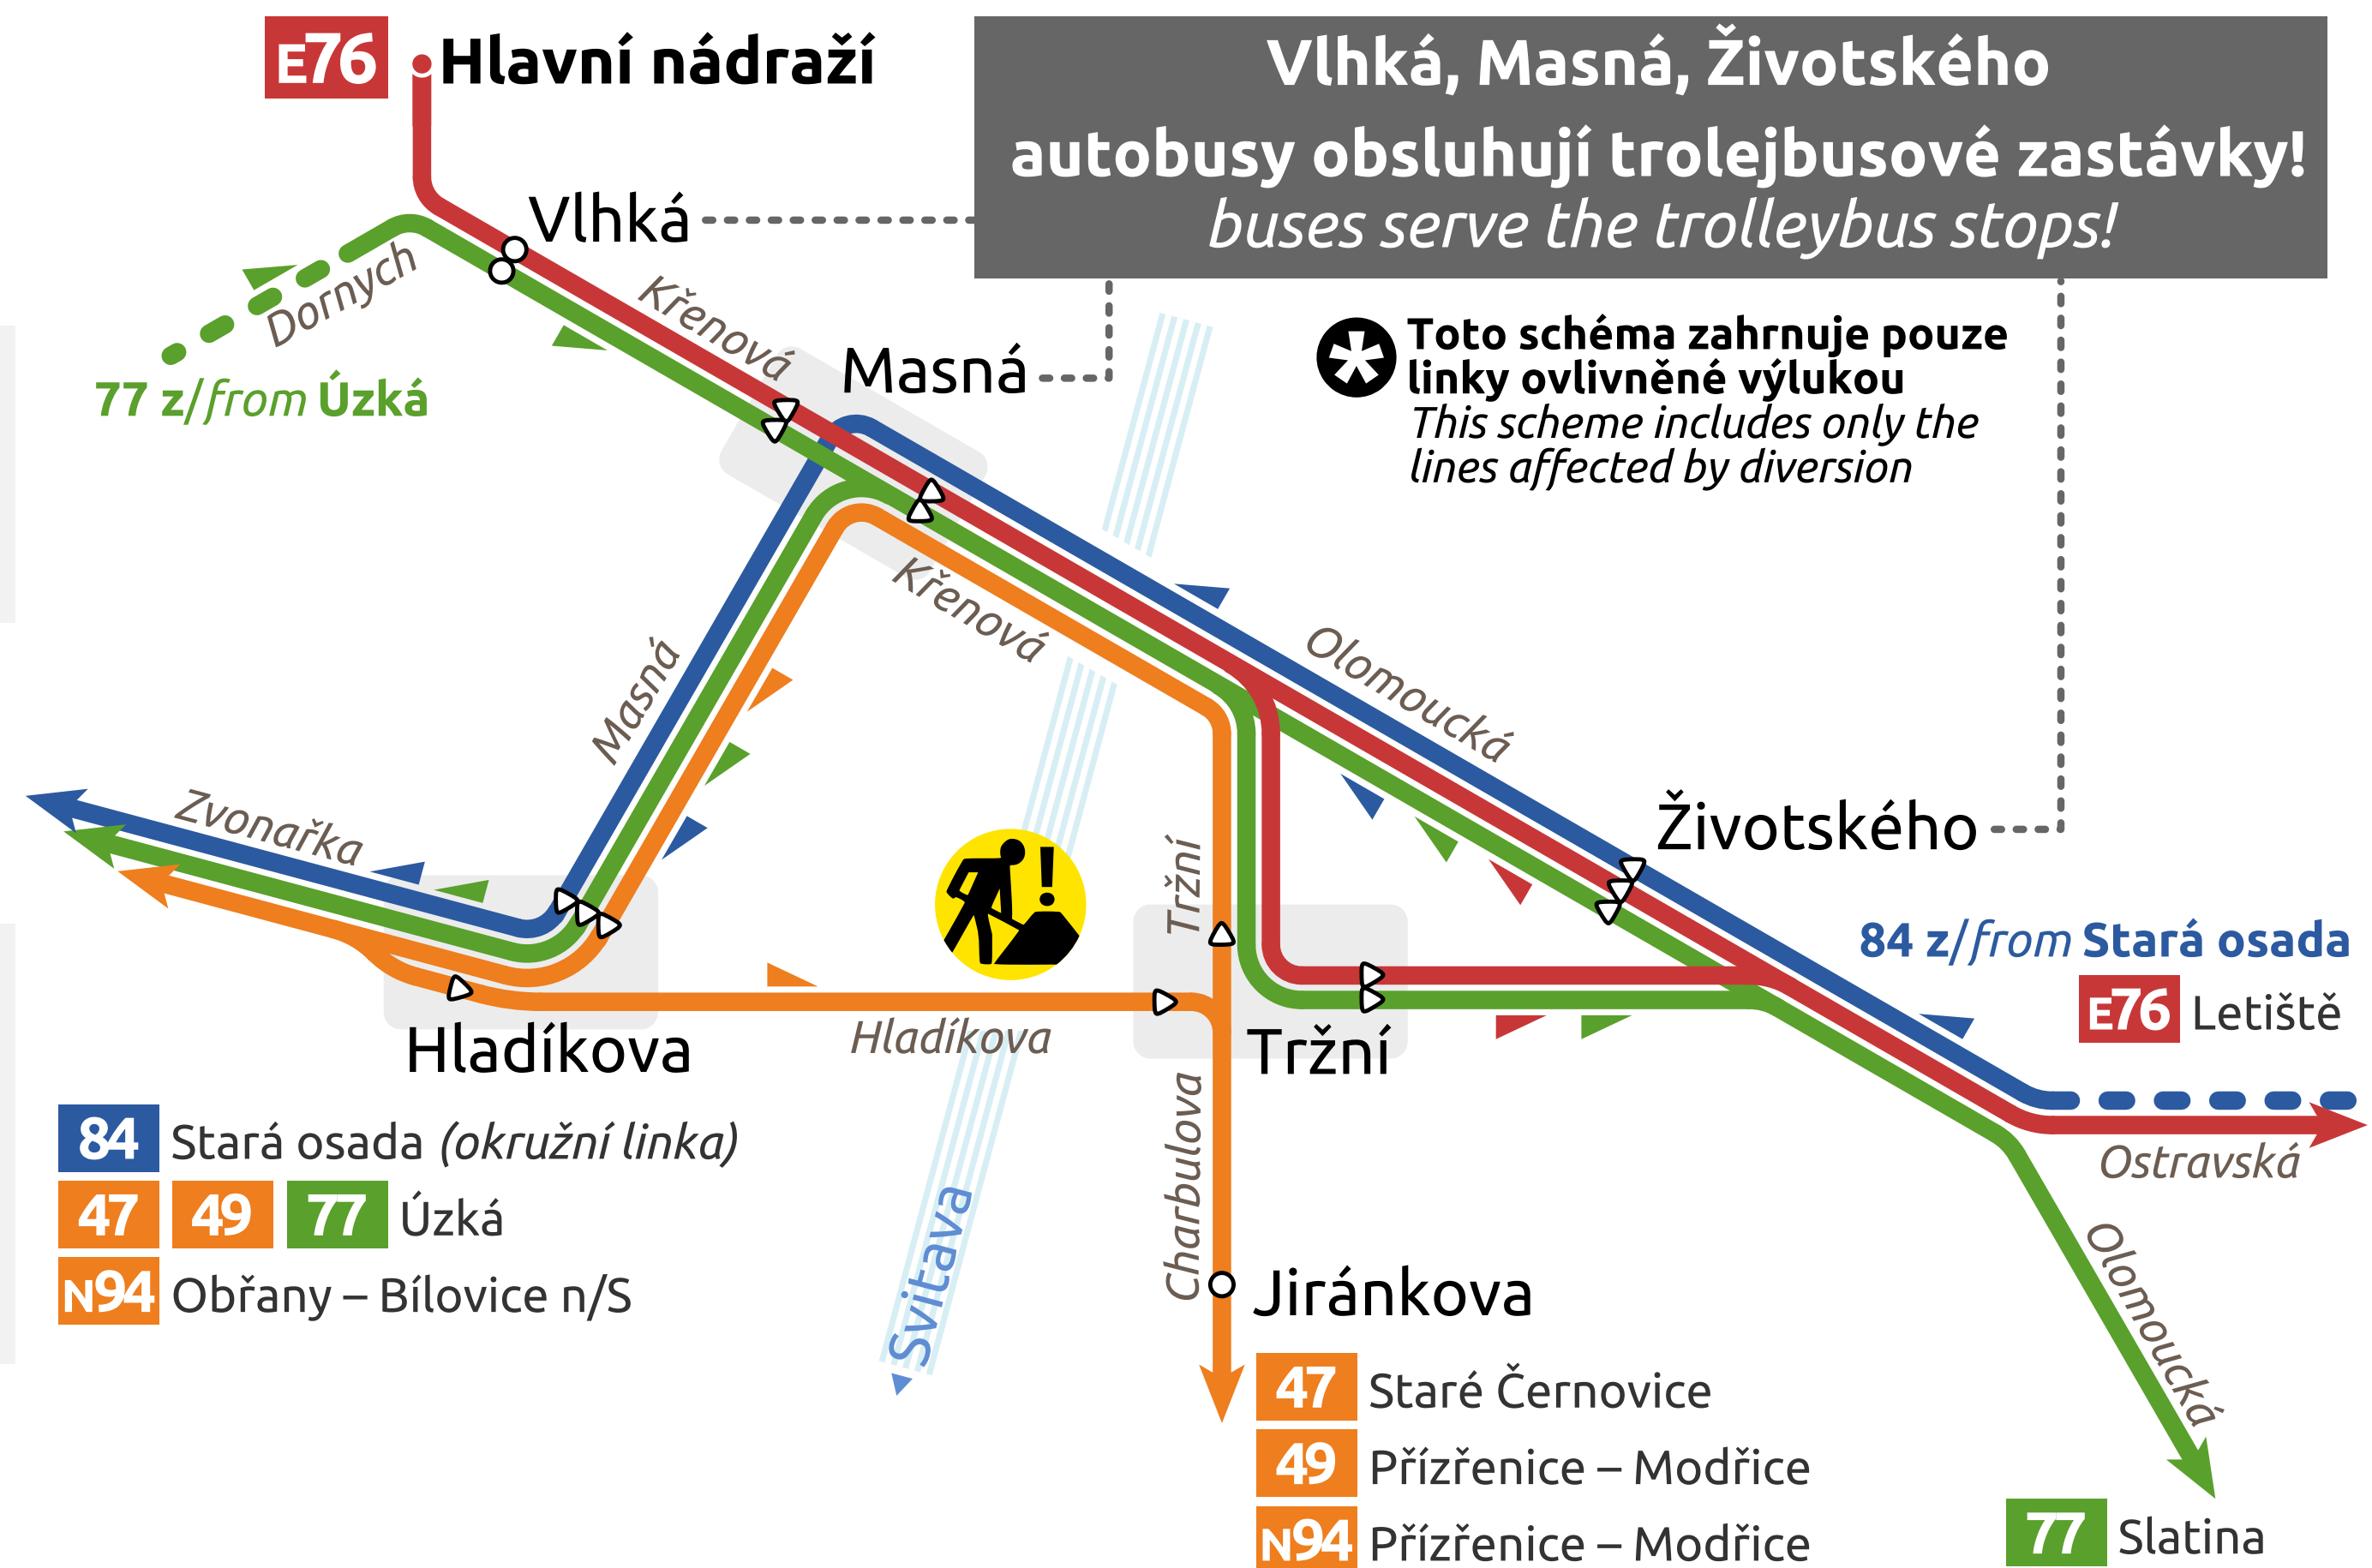 E76 Hlavní nádraží
Vlhká, Masná, Životského
autobusy obsluhují trolejbusové zastávky!
buses serve the trolleybus stops!
Vlhká
Dornych
77 z/from Úzká
Křenová
Masná
Toto schéma zahrnuje pouze
linky ovlivněné výlukou
This scheme includes only the
lines affected by diversion
Křenová
Olomoucká
Masná
Zvonařka
Životského
Tržní
84 z/from Stará osada
E76 Letiště
Hladíkova
Hladíkova
Tržní
84 Stará osada (okružní linka)
47 49 77 Úzká
N94 Obřany – Bílovice n/S
Svitava
Charbulova
Ostravská
Olomoucká
Jiránkova
47 Staré Černovice
49 Přízřenice – Modřice
N94 Přízřenice – Modřice
77 Slatina